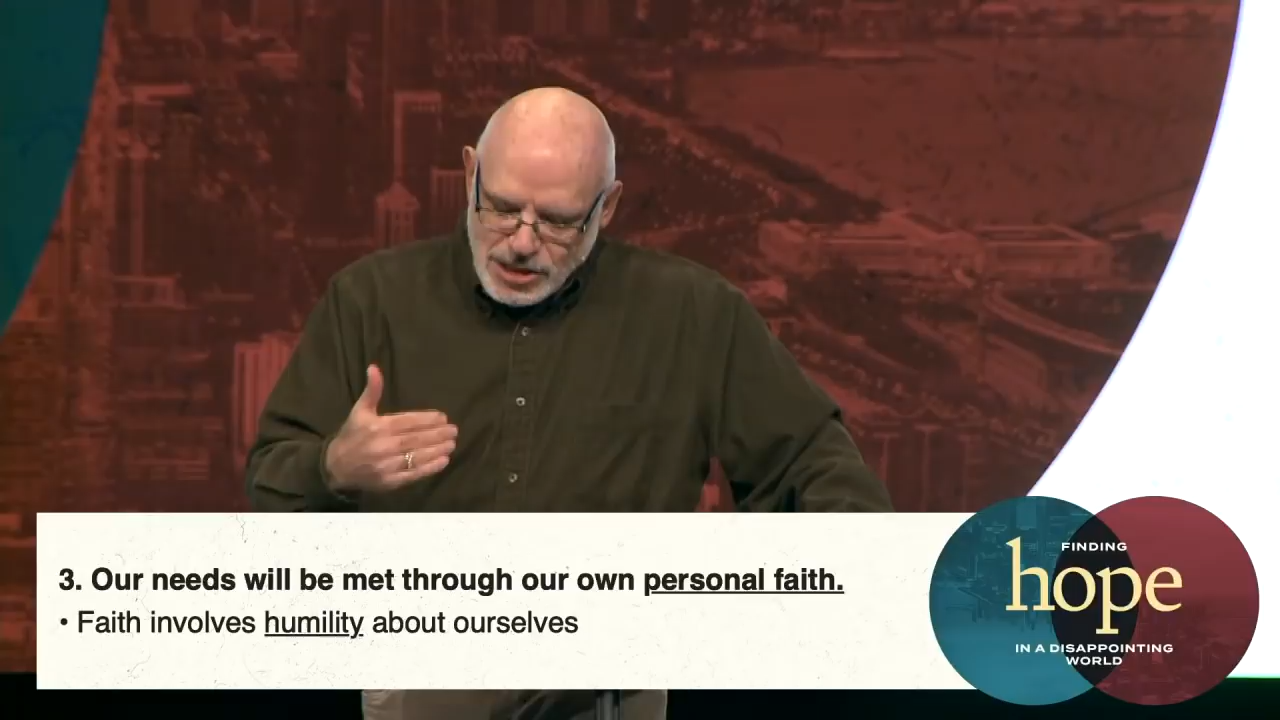 3. Our needs will be met through our own personal faith.
• Faith involves humility about ourselves
FINDING
hope
IN A DISAPPOINTING
WORLD